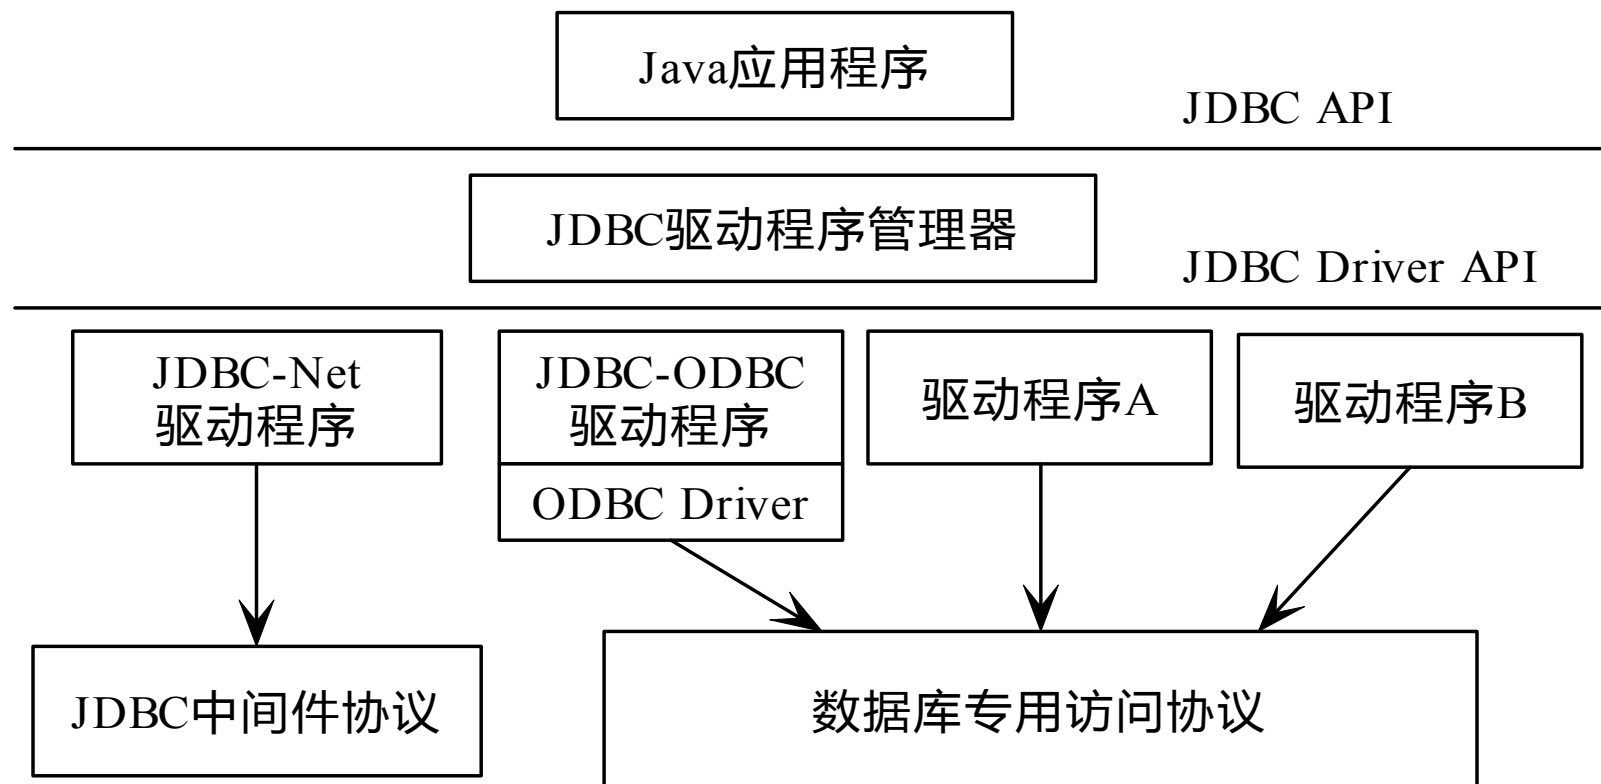 Java应用程序
JDBC API
JDBC驱动程序管理器
JDBC Driver API
JDBC-Net
驱动程序
JDBC-ODBC
驱动程序
ODBC Driver
驱动程序A
驱动程序B
JDBC中间件协议
数据库专用访问协议